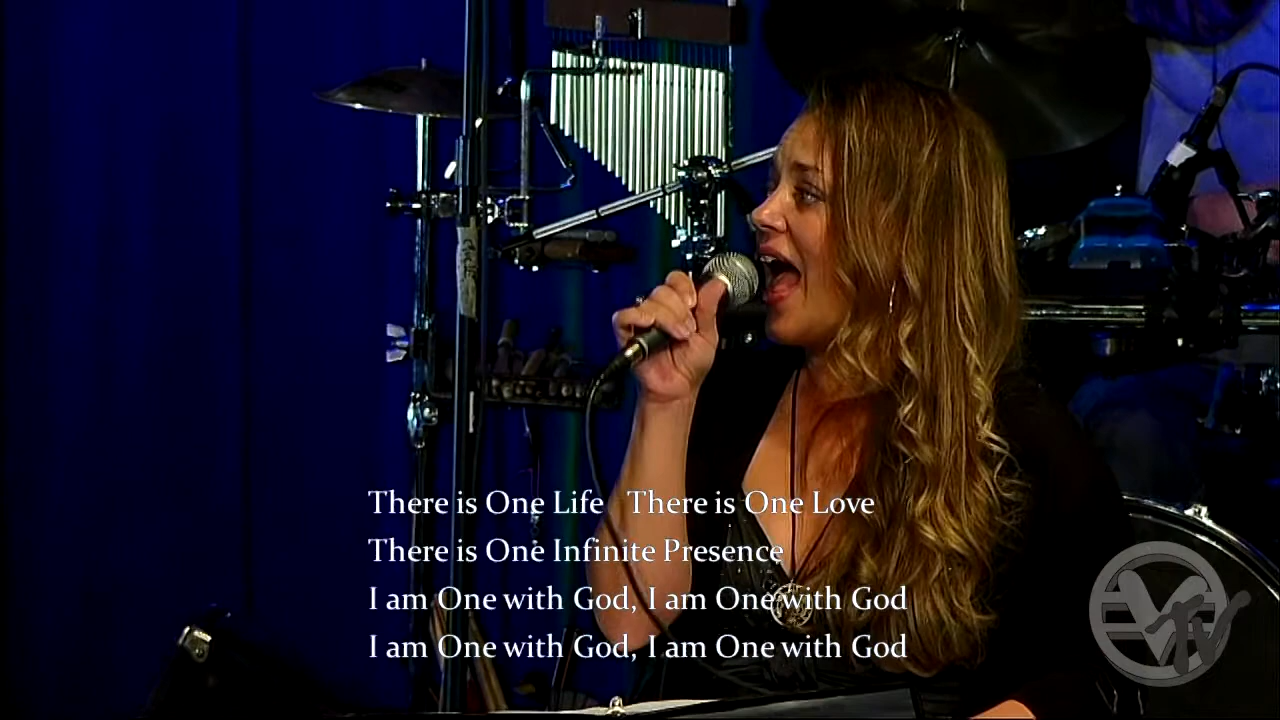 There is One Life   There is One Love
There is One Infinite Presence
I am One with God, I am One with God
I am One with God, I am One with God
VTV